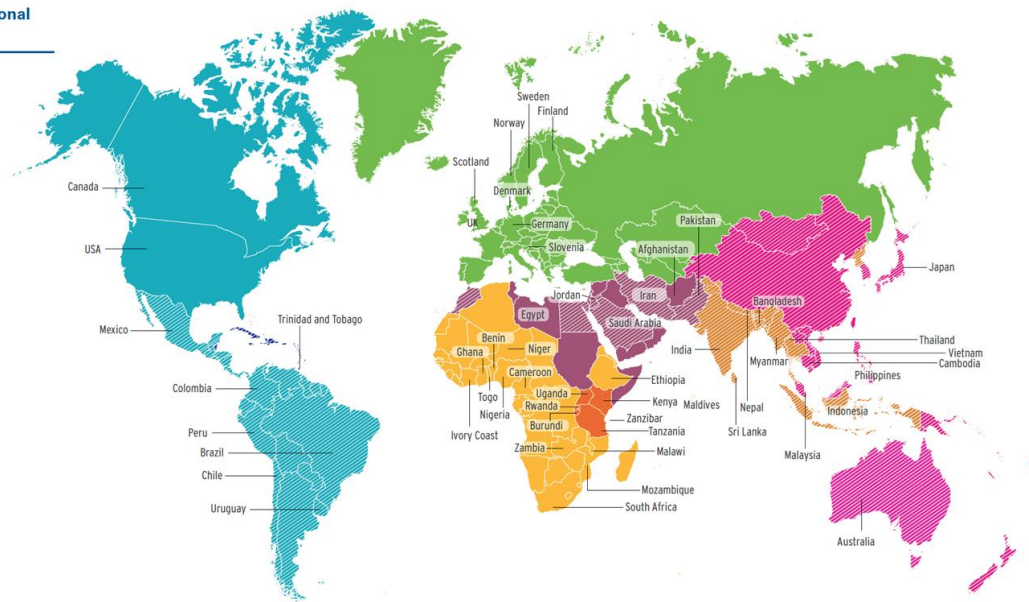 onal
Sweden
Finland
Norway
Scotland
Denmark
Canada
Pakistan
UK
Germany
USA
Slovenia
Afghanistan
Japan
Jordan
Iran
Bangladesh
Egypt
Trinidad and Tobago
Saudi Arabia
Mexico
Benin
Thailand
Ghana
Niger
India
Vietnam
Myanmar
Cambodia
Cameroon
Philippines
Colombia
Ethiopia
Uganda
Togo
Kenya
Maldives
Rwanda
Nepal
Indonesia
Nigeria
Zanzibar
Burundi
Peru
Tanzania
Sri Lanka
Ivory Coast
Zambia
Brazil
Malawi
Malaysia
Chile
Mozambique
Uruguay
South Africa
Australia